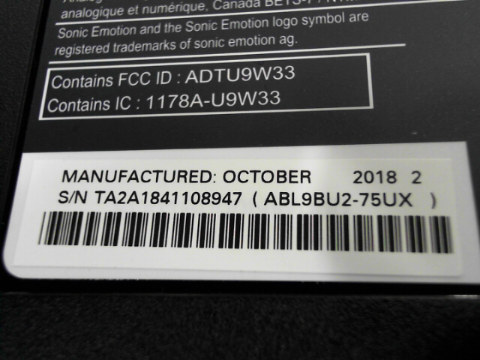 analogique et numérique, Canada
Sonic Emotion and the Sonic Emotion logo symbol are
registered trademarks of sonic emotion ag.
Contains FCC ID : ADTU9W33
Contains IC : 1178A-U9W33
MANUFACTURED: OCTOBER 2018 2
S/N TA2A1841108947 ( ABL9BU2-75UX )